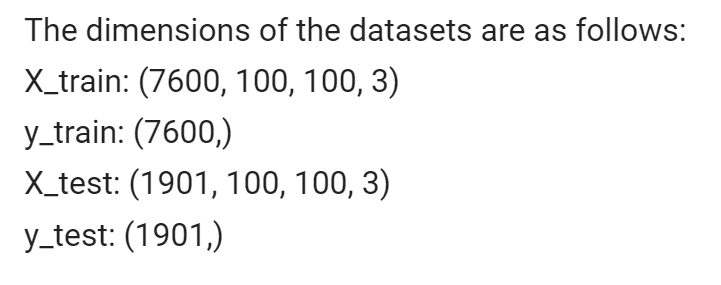 The dimensions of the datasets are as follows:
X_train: (7600, 100, 100, 3)
y_train: (7600,)
X_test: (1901, 100, 100, 3)
y_test: (1901,)